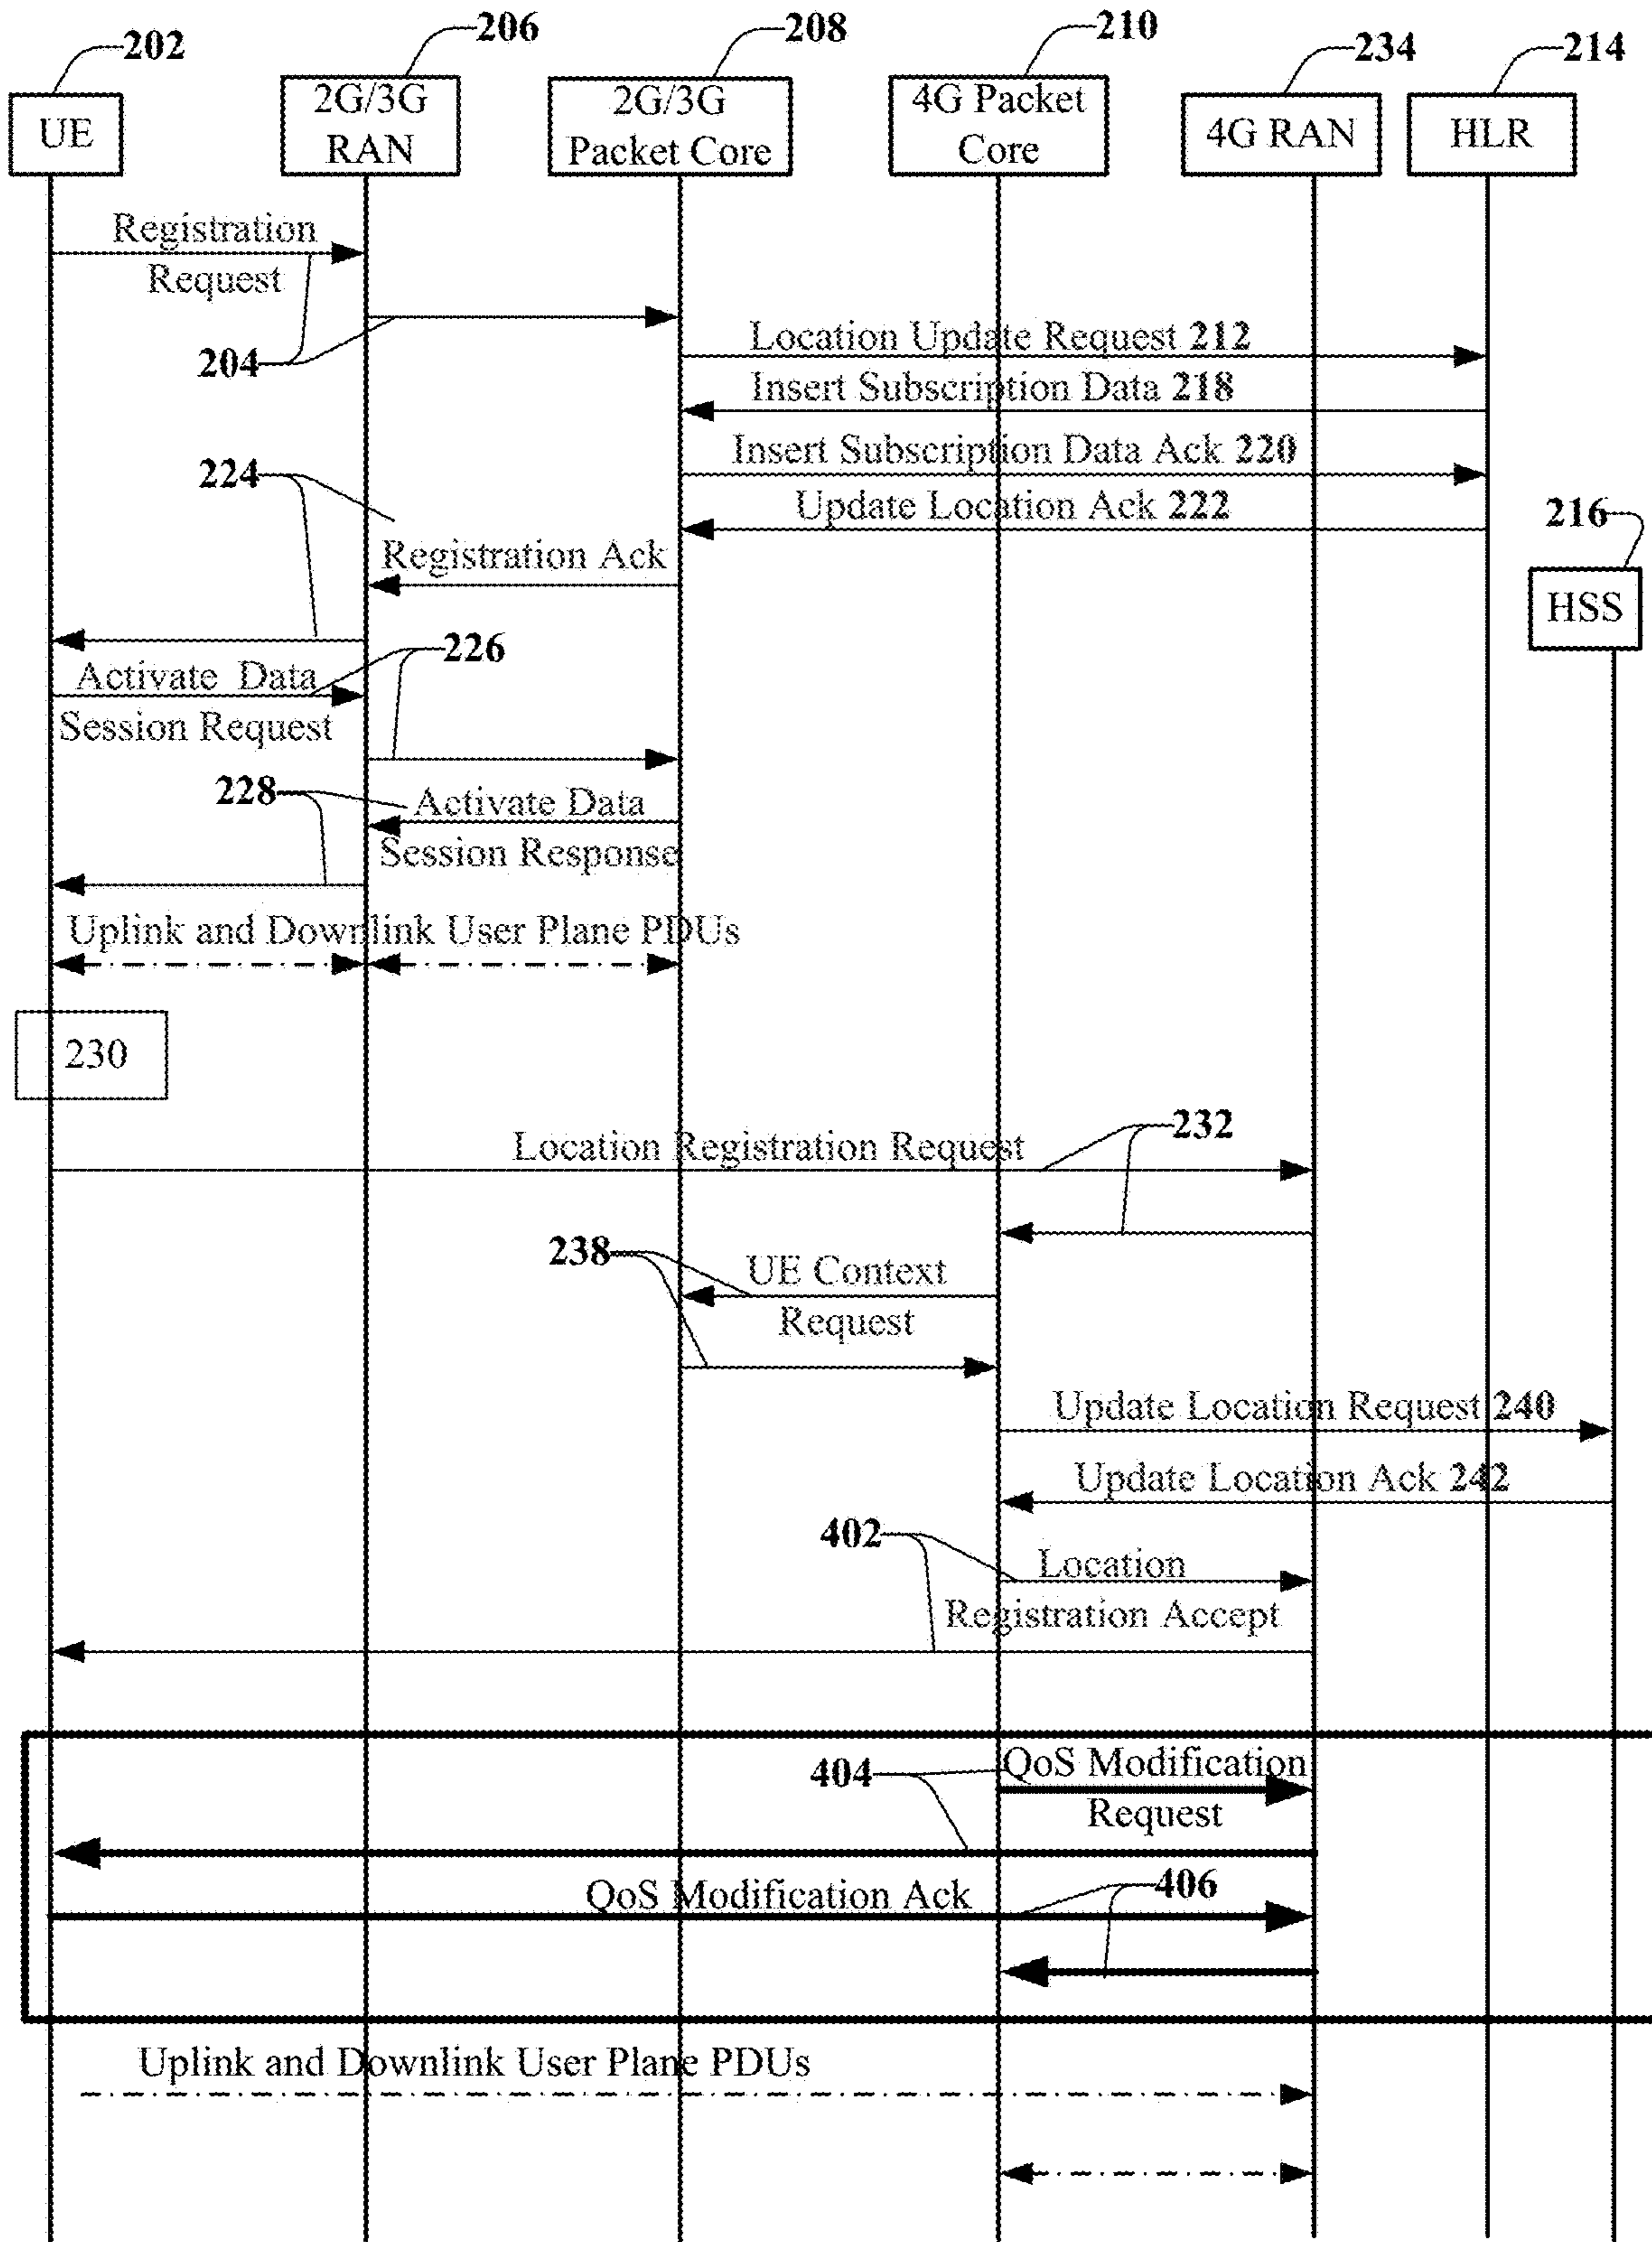 202
206
208
210
234
214
UE
2G/3G
RAN
2G/3G
Packet Core
4G Packet
Core
4G RAN
HLR
Registration
Request
204
Location Update Request 212
Insert Subscription Data 218
Insert Subscription Data Ack 220
224
Update Location Ack 222
216
Registration Ack
HSS
226
Activate Data
Session Request
228
Activate Data
Session Response
Uplink and Downlink User Plane PDUs
230
232
Location Registration Request
238
UE Context
Request
Update Location Request 240
Update Location Ack 242
402
Location
Registration Accept
404
QoS Modification
Request
406
QoS Modification Ack
Uplink and Downlink User Plane PDUs